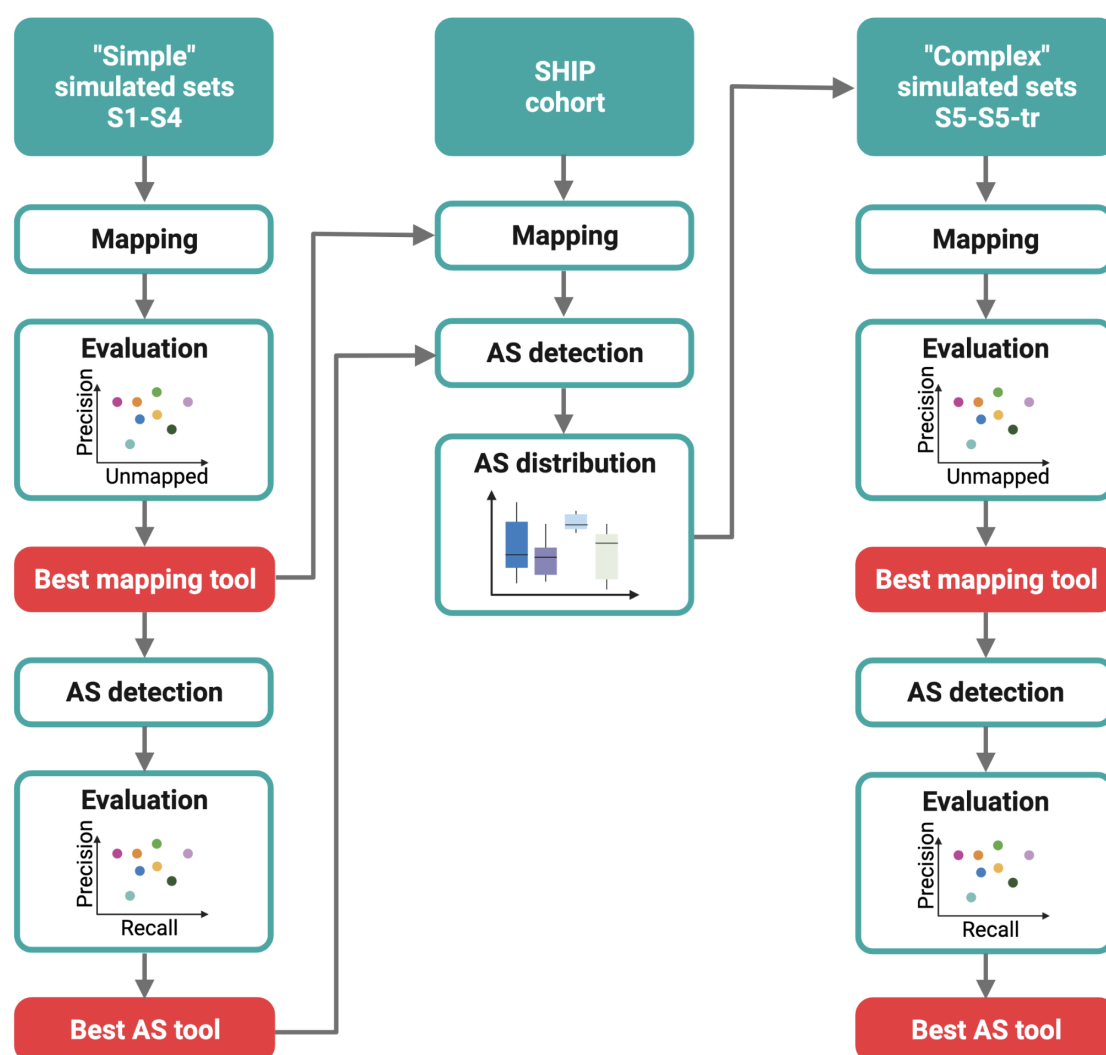 "Simple"
simulated sets
S1-S4
Mapping
Evaluation
Precision
Unmapped
Best mapping tool
AS detection
Evaluation
Precision
Recall
Best AS tool
SHIP
cohort
Mapping
AS detection
AS distribution
"Complex"
simulated sets
S5-S5-tr
Mapping
Evaluation
Precision
Unmapped
Best mapping tool
AS detection
Evaluation
Precision
Recall
Best AS tool